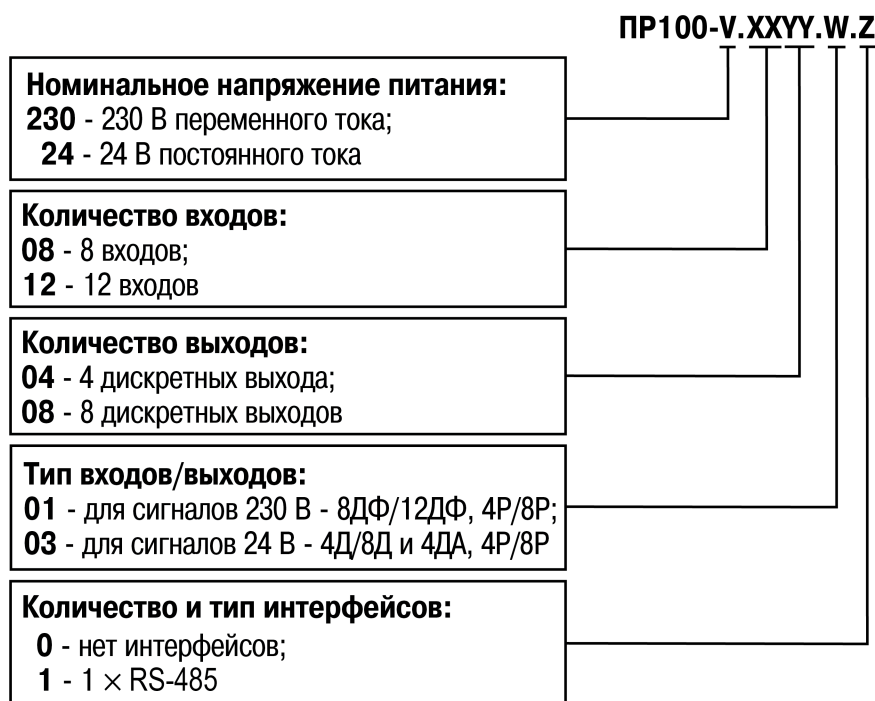 ПР100-V.XXYY.W.Z
Номинальное напряжение питания:
230 - 230 В переменного тока;
24 - 24 В постоянного тока
Количество входов:
08 - 8 входов;
12 - 12 входов
Количество выходов:
04 - 4 дискретных выхода;
08 - 8 дискретных выходов
Тип входов/выходов:
01 - для сигналов 230 В - 8ДФ/12ДФ, 4Р/8Р;
03 - для сигналов 24 В - 4Д/8Д и 4ДА, 4Р/8Р
Количество и тип интерфейсов:
0 - нет интерфейсов;
1 - 1 × RS-485